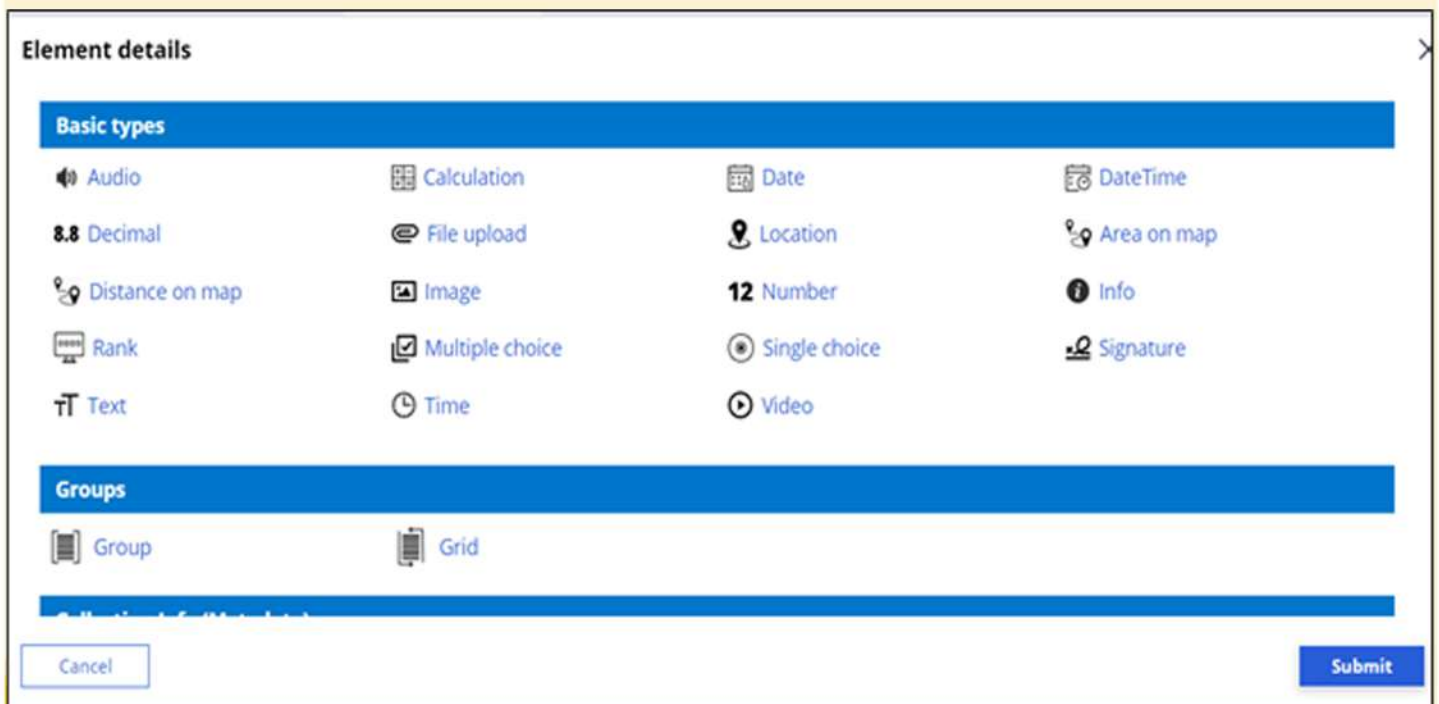 Element details
Basic types
Audio Calculation Date DateTime
8.8 Decimal File upload Location Area on map
Distance on map Image 12 Number Info
Rank Multiple choice Single choice Signature
TT Text Time Video
Groups
Group Grid
Cancel Submit